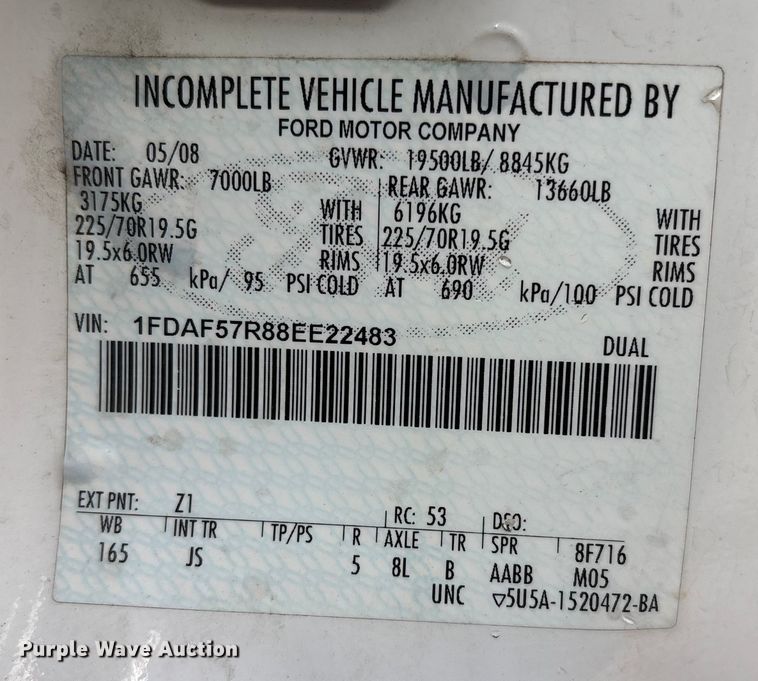 INCOMPLETE VEHICLE MANUFACTURED BY
FORD MOTOR COMPANY
DATE: 05/08 GVWR: 19500LB/ 8845KG
FRONT GAWR: 7000LB REAR GAWR: 13660LB
3175KG WITH 6196KG WITH
225/70R19.5G TIRES 225/70R19.5G TIRES
19.5x6.0RW RIMS 19.5x6.0RW RIMS
AT 655 kPa/ 95 PSI COLD AT 690 kPa/100 PSI COLD
VIN: 1FDAF57R88EE22483 DUAL
EXT PNT: Z1 RC: 53 DSO:
WB INT TR TP/PS R AXLE TR SPR 8F716
165 JS 5 8L B AABB M05
UNC ▽5U5A-1520472-BA
Purple Wave Auction